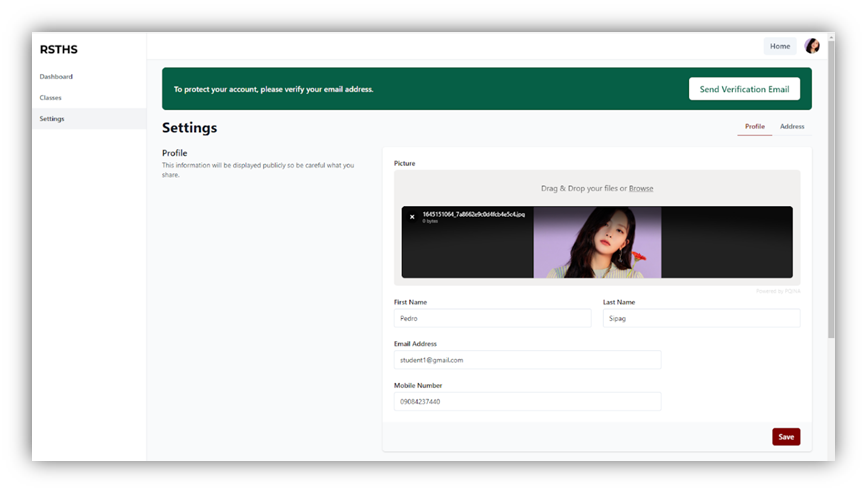 RSTHS
Home
Dashboard
Classes
Settings
To protect your account, please verify your email address.
Send Verification Email
Settings
Profile
Address
Profile
This information will be displayed publicly so be careful what you
share.
Picture
Drag & Drop your files or Browse
1645151064_7a8662e9c0d4fcb4e5c4.jpg
0 bytes
Powered by PQINA
First Name
Last Name
Pedro
Sipag
Email Address
student1@gmail.com
Mobile Number
09084237440
Save